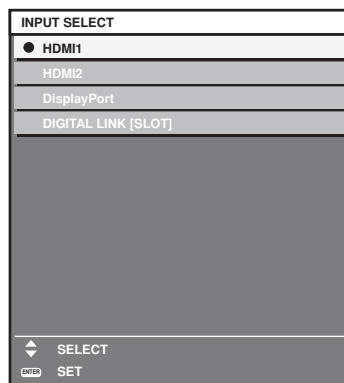 INPUT SELECT
HDMI1
HDMI2
DisplayPort
DIGITAL LINK [SLOT]
SELECT
ENTER SET